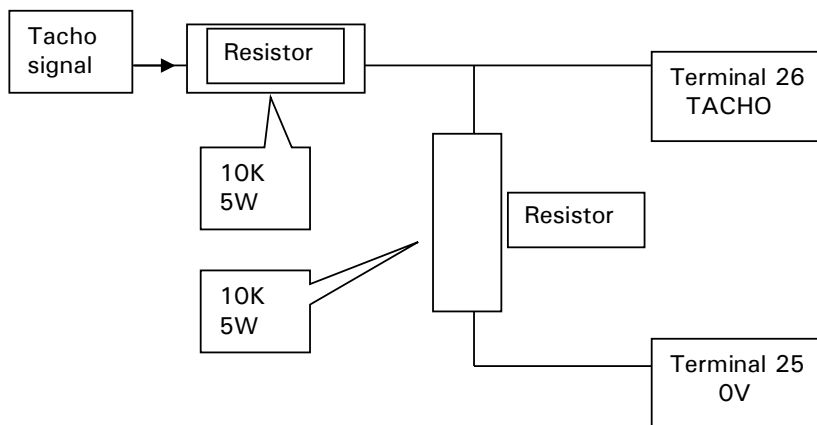 Tacho
signal
Resistor
Terminal 26
TACHO
10K
5W
Resistor
10K
5W
Terminal 25
0V